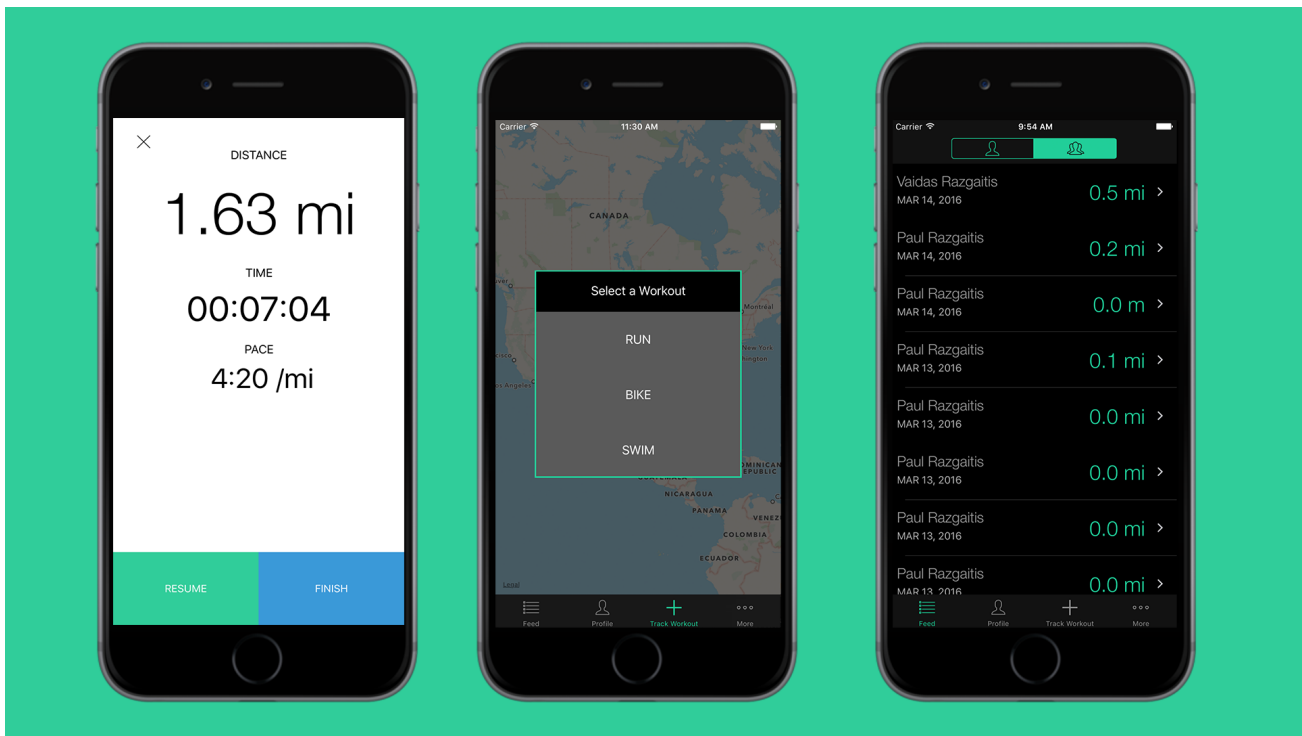 DISTANCE
1.63 mi
TIME
00:07:04
PACE
4:20 /mi
RESUME
FINISH
Carrier
11:30 AM
CANADA
Select a Workout
RUN
BIKE
SWIM
Montreal
New York
NICARAGUA
PANAMA
COLOMBIA
ECUADOR
Legal
Feed
Profile
Track Workout
More
Carrier
9:54 AM
Vaidas Razgaitis
MAR 14, 2016
0.5 mi
Paul Razgaitis
MAR 14, 2016
0.2 mi
Paul Razgaitis
MAR 14, 2016
0.0 m
Paul Razgaitis
MAR 13, 2016
0.1 mi
Paul Razgaitis
MAR 13, 2016
0.0 mi
Paul Razgaitis
MAR 13, 2016
0.0 mi
Paul Razgaitis
MAR 13, 2016
0.0 mi
Paul Razgaitis
MAR 13, 2016
0.0 mi
Feed
Profile
Track Workout
More